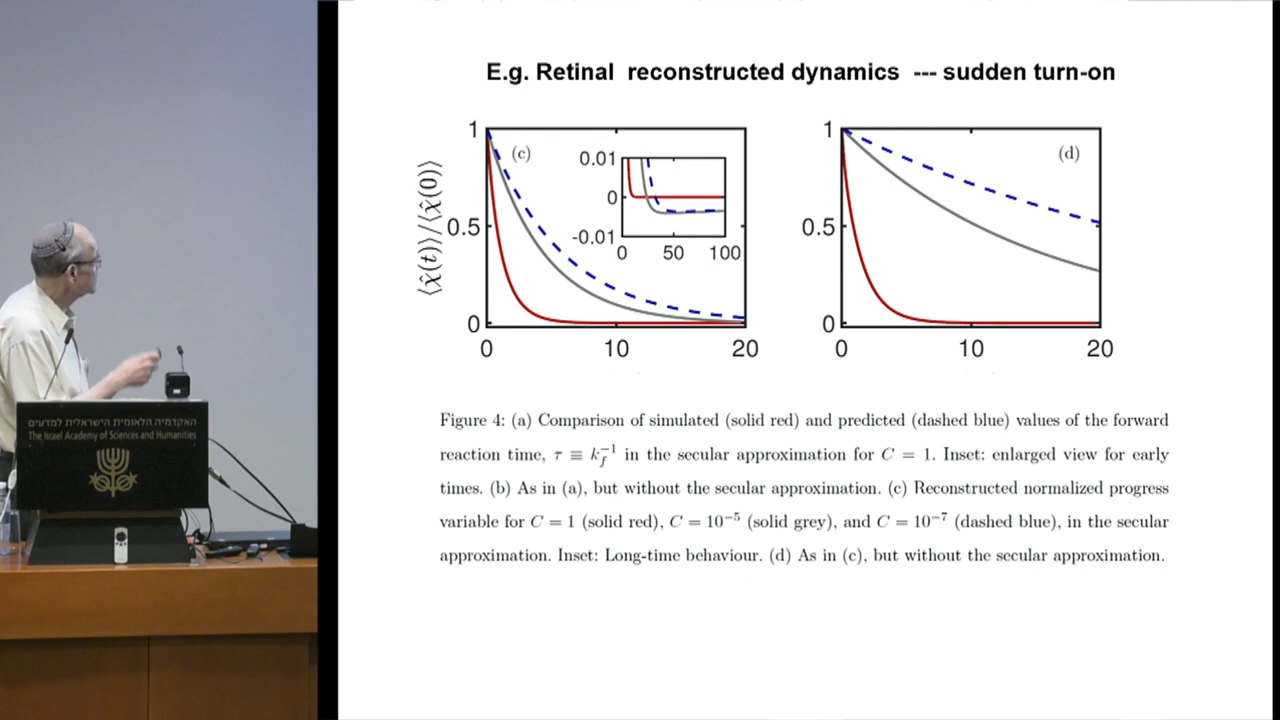 E.g. Retinal reconstructed dynamics --- sudden turn-on
⟨x̂(t)⟩/⟨x̂(0)⟩
1
0.5
0
0
10
20
(c)
0.01
0
-0.01
0
50
100
1
0.5
0
0
10
20
(d)
Figure 4: (a) Comparison of simulated (solid red) and predicted (dashed blue) values of the forward
reaction time, τ ≡ k_f^{-1} in the secular approximation for C = 1. Inset: enlarged view for early
times. (b) As in (a), but without the secular approximation. (c) Reconstructed normalized progress
variable for C = 1 (solid red), C = 10^{-5} (solid grey), and C = 10^{-7} (dashed blue), in the secular
approximation. Inset: Long-time behaviour. (d) As in (c), but without the secular approximation.
האקדמיה הלאומית הישראלית למדעים
The Israel Academy of Sciences and Humanities